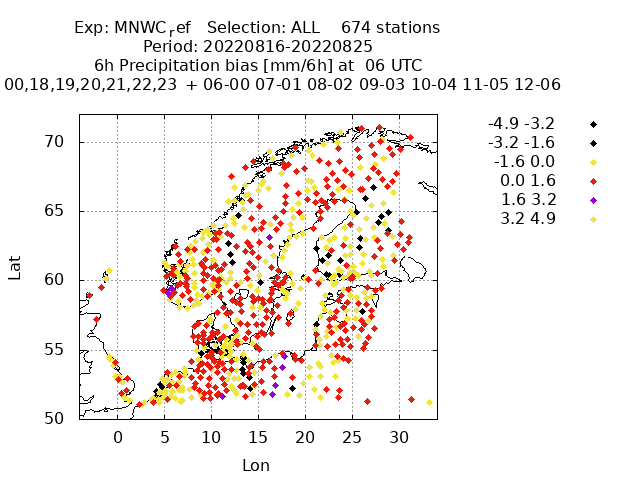 Exp: MNWC_ref   Selection: ALL    674 stations
Period: 20220816-20220825
6h Precipitation bias [mm/6h] at  06 UTC
00,18,19,20,21,22,23  + 06-00 07-01 08-02 09-03 10-04 11-05 12-06
-4.9 -3.2
-3.2 -1.6
-1.6 0.0
0.0 1.6
1.6 3.2
3.2 4.9
70
65
60
55
50
Lat
0 5 10 15 20 25 30
Lon